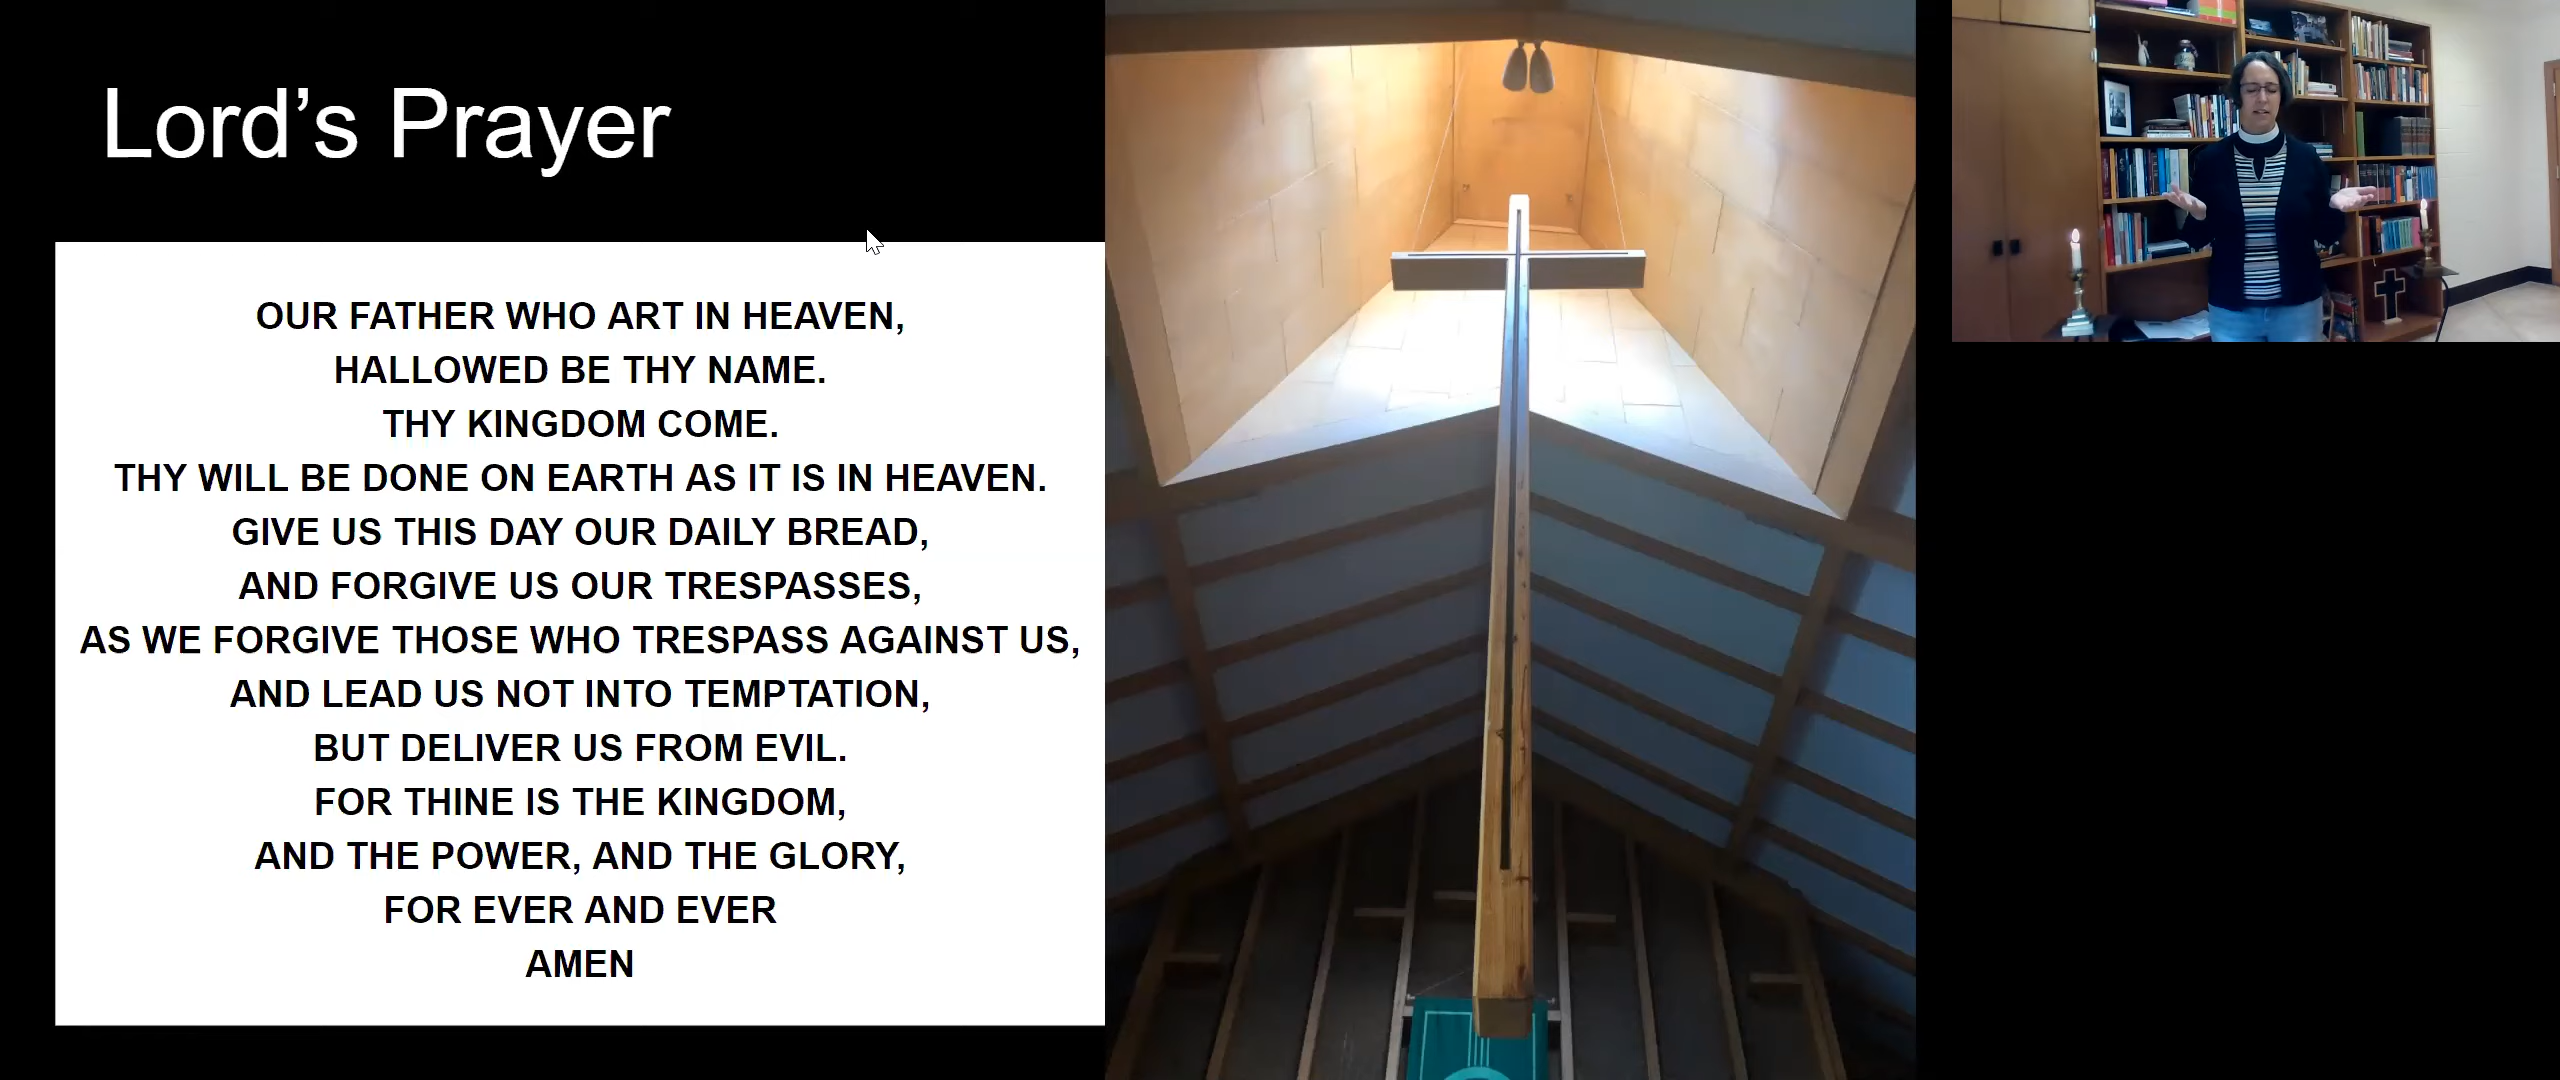 Lord’s Prayer
OUR FATHER WHO ART IN HEAVEN,
HALLOWED BE THY NAME.
THY KINGDOM COME.
THY WILL BE DONE ON EARTH AS IT IS IN HEAVEN.
GIVE US THIS DAY OUR DAILY BREAD,
AND FORGIVE US OUR TRESPASSES,
AS WE FORGIVE THOSE WHO TRESPASS AGAINST US,
AND LEAD US NOT INTO TEMPTATION,
BUT DELIVER US FROM EVIL.
FOR THINE IS THE KINGDOM,
AND THE POWER, AND THE GLORY,
FOR EVER AND EVER
AMEN